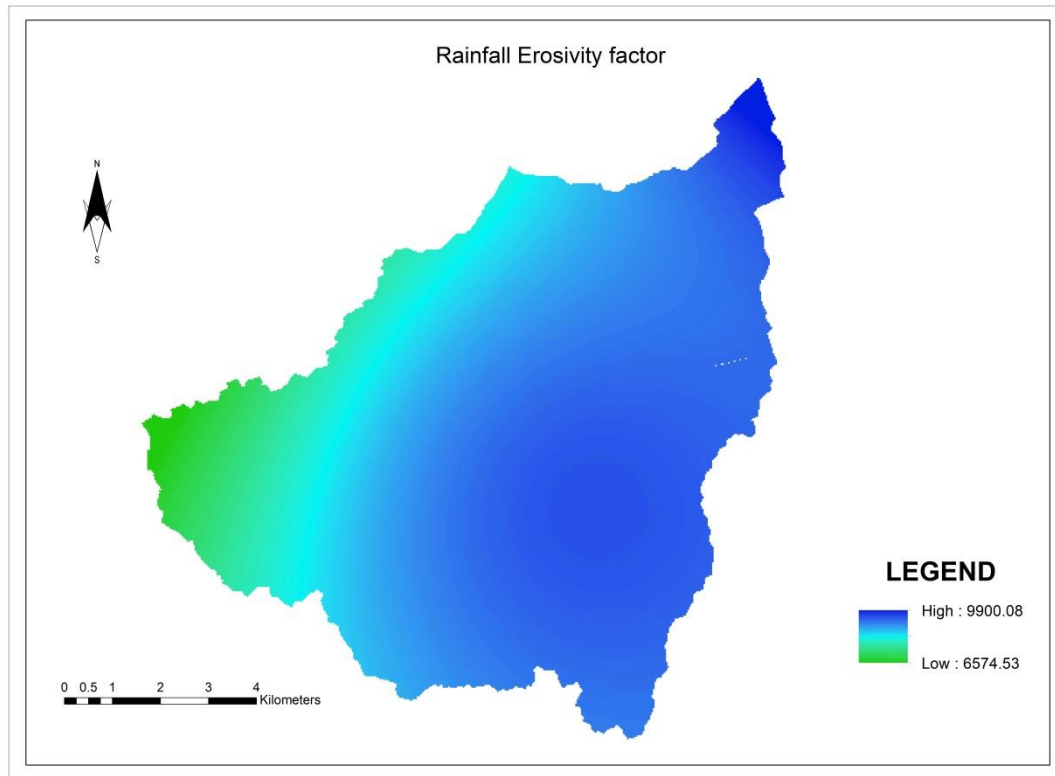 Rainfall Erosivity factor
N
S
LEGEND
High : 9900.08
Low : 6574.53
0 0.5 1 2 3 4
Kilometers